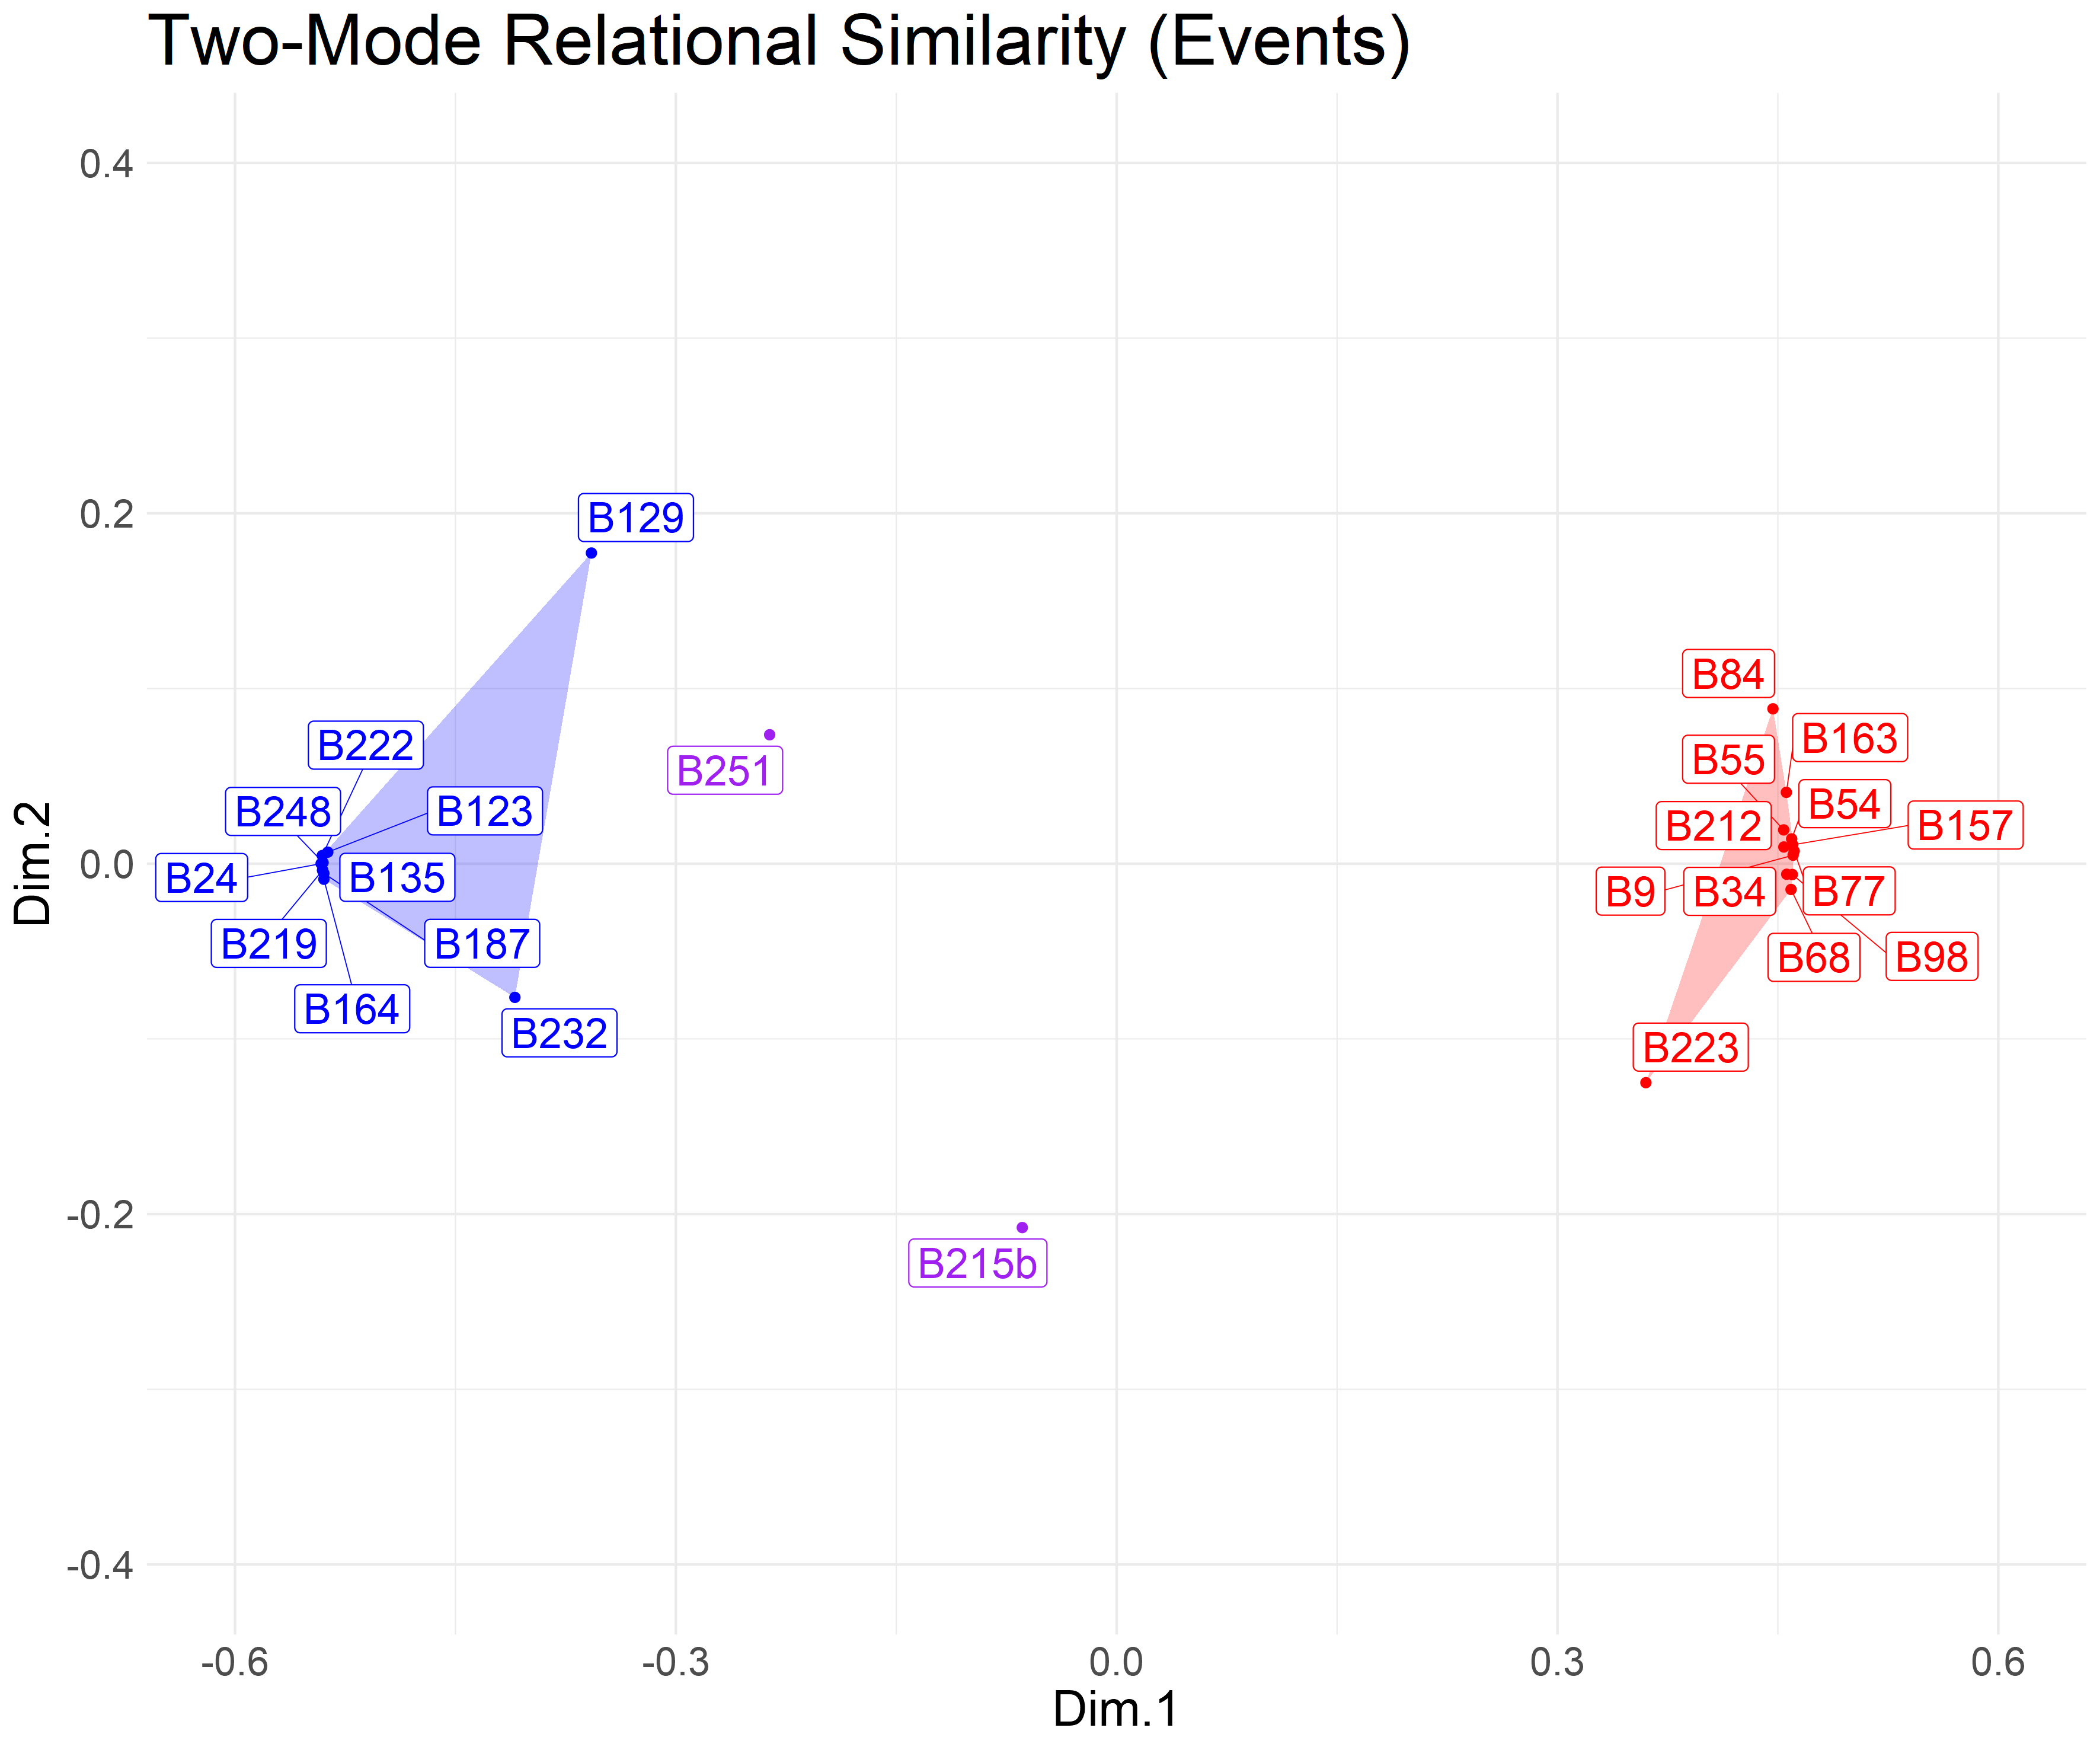 Two-Mode Relational Similarity (Events)
Dim.2
0.4
0.2
0.0
-0.2
-0.4
B129
B84
B163
B222
B55
B251
B248
B123
B54
B212
B157
B24
B135
B9
B34
B77
B219
B187
B68
B98
B164
B232
B223
B215b
-0.6
-0.3
0.0
0.3
0.6
Dim.1